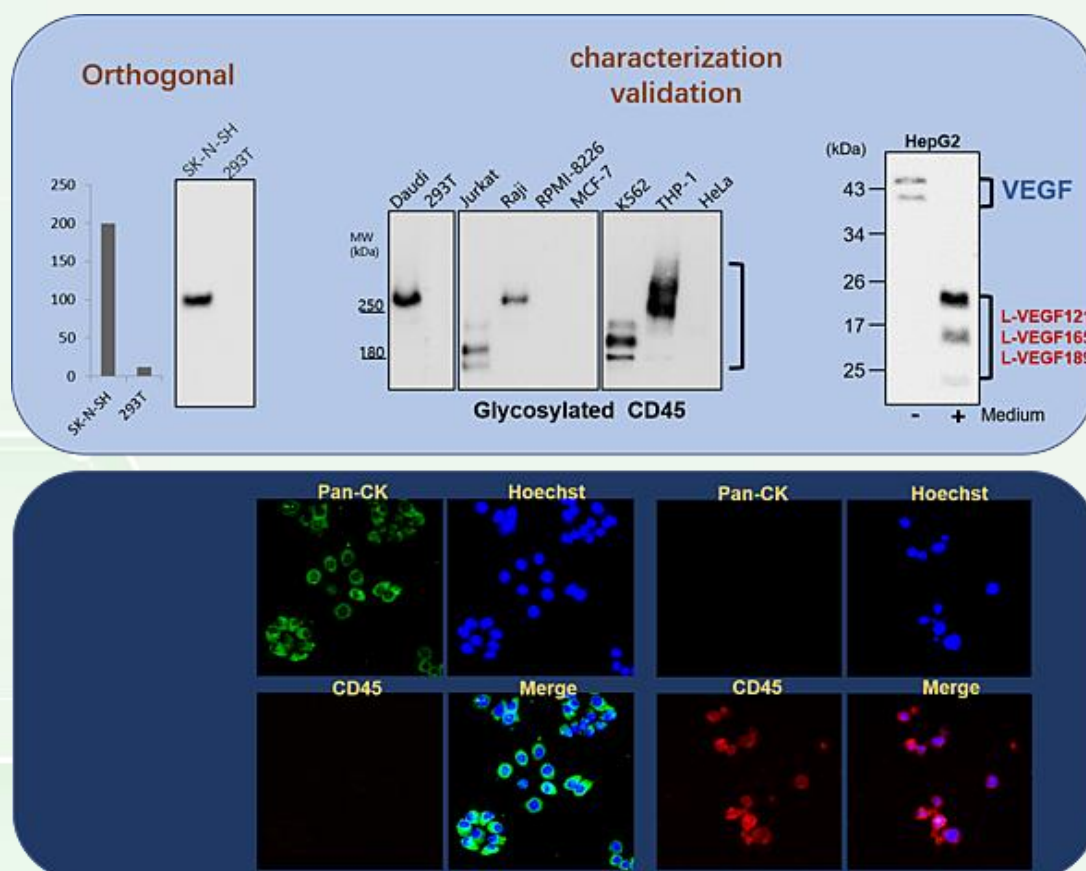 Orthogonal
characterization
validation
SK-N-SH
293T
250
200
150
100
50
0
SK-N-SH
293T
Daudi
293T
Jurkat
Raji
RPMI-8226
MCF-7
K562
THP-1
HeLa
MW
(kDa)
250
180
Glycosylated CD45
HepG2
(kDa)
43
34
26
17
25
VEGF
L-VEGF121
L-VEGF165
L-VEGF189
- + Medium
Pan-CK Hoechst Pan-CK Hoechst
CD45 Merge CD45 Merge